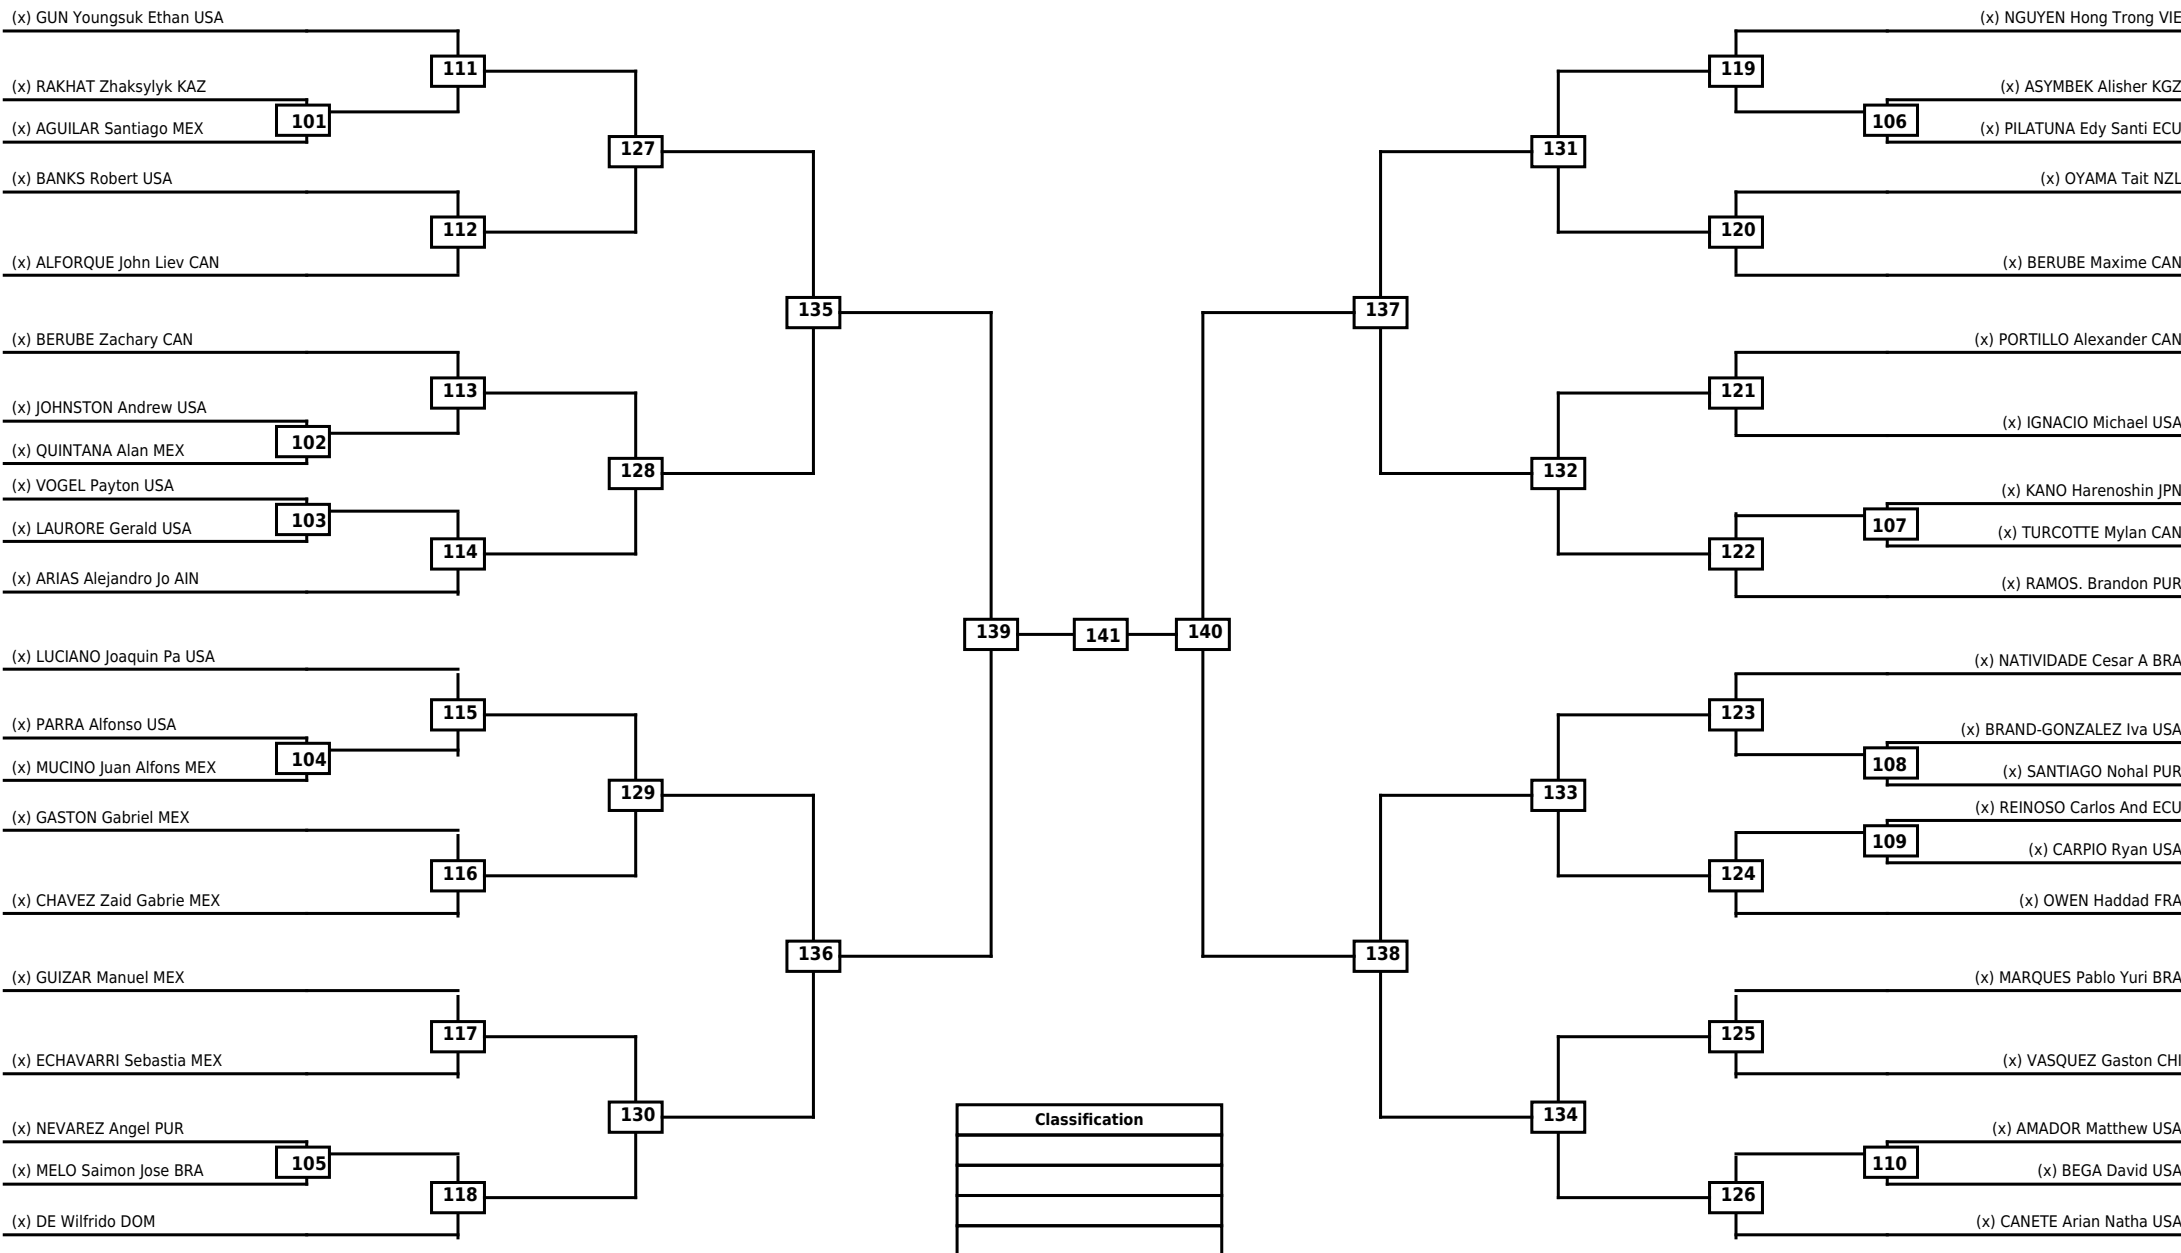 (x) GUN Youngsuk Ethan USA
111
(x) RAKHAT Zhaksylyk KAZ
101
(x) AGUILAR Santiago MEX
127
(x) BANKS Robert USA
112
(x) ALFORQUE John Liev CAN
135
(x) BERUBE Zachary CAN
113
(x) JOHNSTON Andrew USA
102
(x) QUINTANA Alan MEX
128
(x) VOGEL Payton USA
103
(x) LAURORE Gerald USA
114
(x) ARIAS Alejandro Jo AIN
139
141
140
(x) LUCIANO Joaquin Pa USA
115
(x) PARRA Alfonso USA
104
(x) MUCINO Juan Alfons MEX
129
(x) GASTON Gabriel MEX
116
(x) CHAVEZ Zaid Gabrie MEX
136
(x) GUIZAR Manuel MEX
117
(x) ECHAVARRI Sebastia MEX
130
(x) NEVAREZ Angel PUR
105
(x) MELO Saimon Jose BRA
118
(x) DE Wilfrido DOM
(x) NGUYEN Hong Trong VIE
119
(x) ASYMBEK Alisher KGZ
106
(x) PILATUNA Edy Santi ECU
131
(x) OYAMA Tait NZL
120
(x) BERUBE Maxime CAN
137
(x) PORTILLO Alexander CAN
121
(x) IGNACIO Michael USA
132
(x) KANO Harenoshin JPN
107
(x) TURCOTTE Mylan CAN
122
(x) RAMOS. Brandon PUR
(x) NATIVIDADE Cesar A BRA
123
(x) BRAND-GONZALEZ Iva USA
108
(x) SANTIAGO Nohal PUR
133
(x) REINOSO Carlos And ECU
109
(x) CARPIO Ryan USA
124
(x) OWEN Haddad FRA
138
(x) MARQUES Pablo Yuri BRA
125
(x) VASQUEZ Gaston CHI
134
(x) AMADOR Matthew USA
110
(x) BEGA David USA
126
(x) CANETE Arian Natha USA
Classification